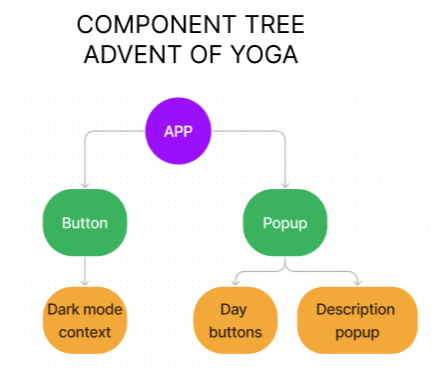 COMPONENT TREE
ADVENT OF YOGA
APP
Button
Popup
Dark mode
context
Day
buttons
Description
popup